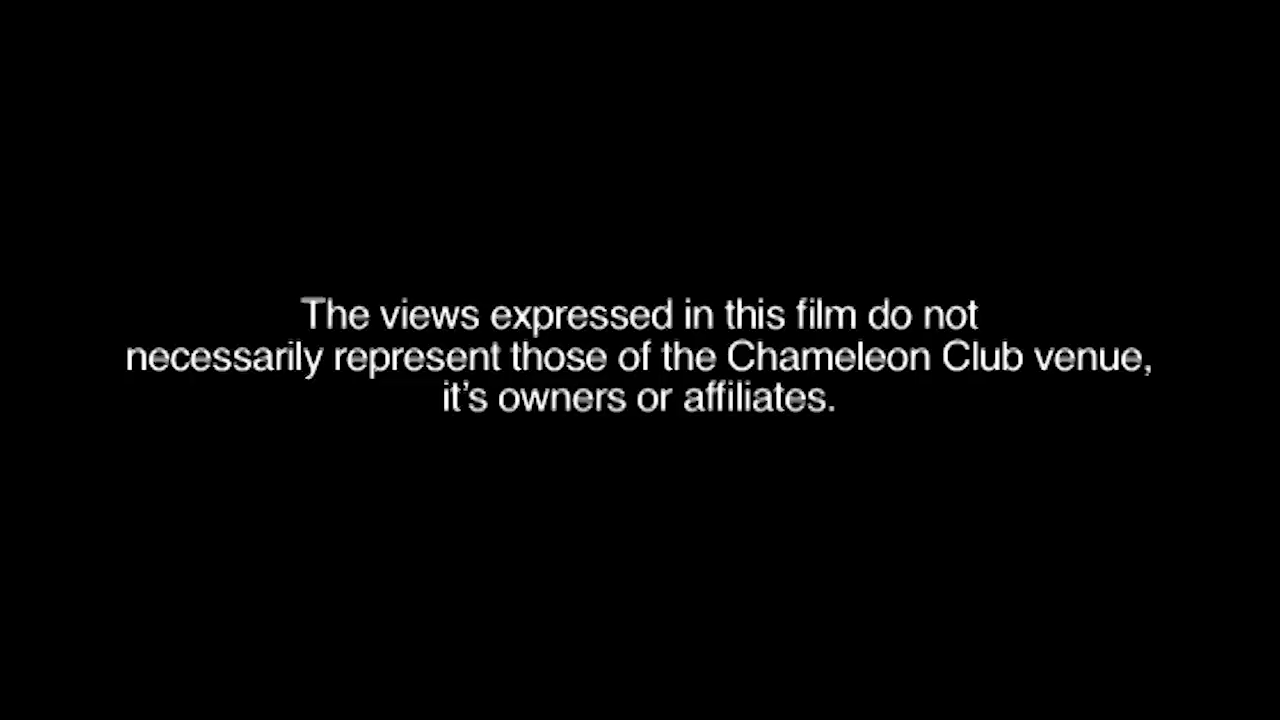 The views expressed in this film do not
necessarily represent those of the Chameleon Club venue,
it’s owners or affiliates.